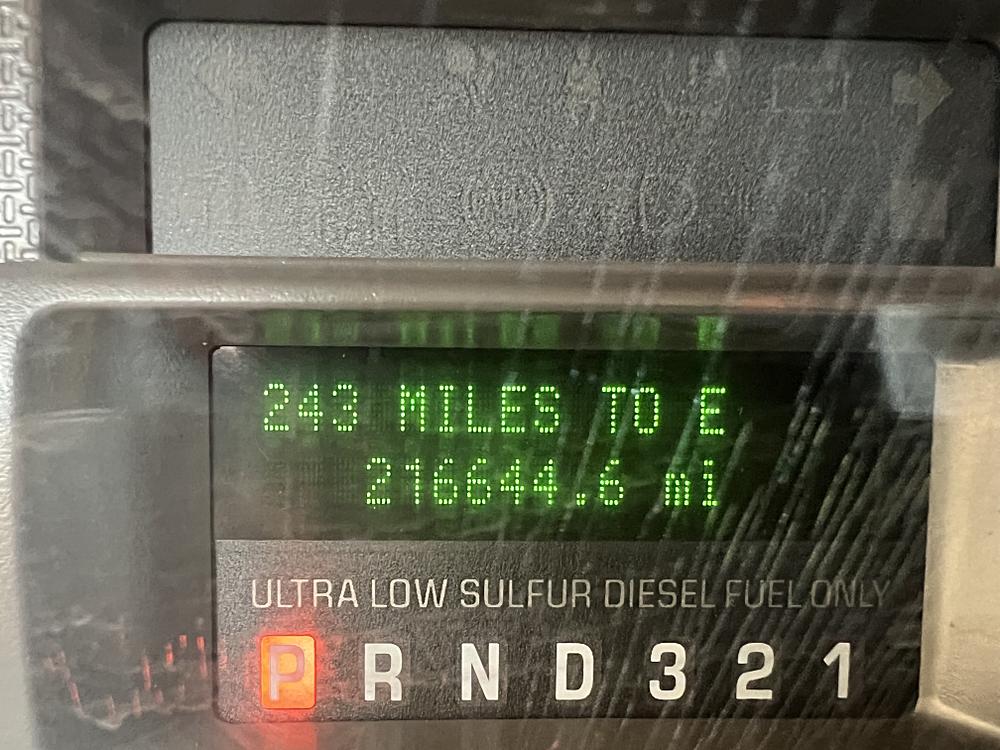 243 MILES TO E
216644.6 mi
ULTRA LOW SULFUR DIESEL FUEL ONLY
P R N D 3 2 1